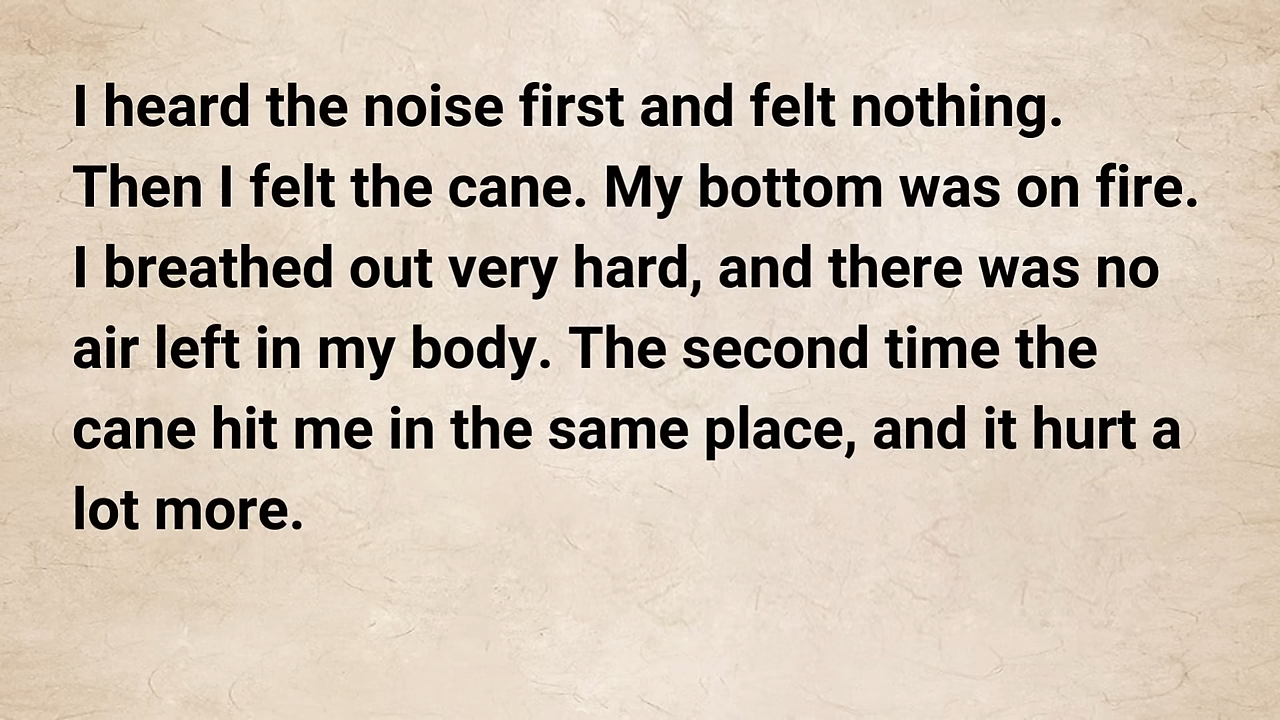 I heard the noise first and felt nothing.
Then I felt the cane. My bottom was on fire.
I breathed out very hard, and there was no
air left in my body. The second time the
cane hit me in the same place, and it hurt a
lot more.